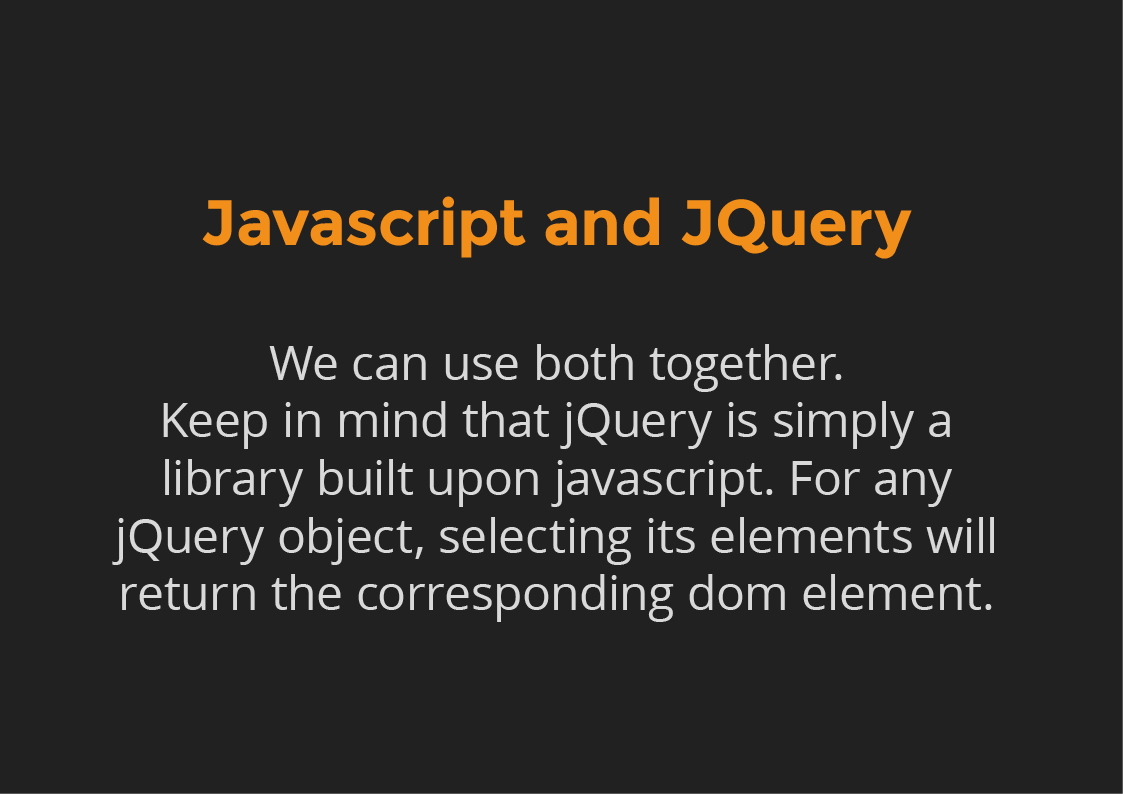 Javascript and JQuery
We can use both together.
Keep in mind that jQuery is simply a
library built upon javascript. For any
jQuery object, selecting its elements will
return the corresponding dom element.